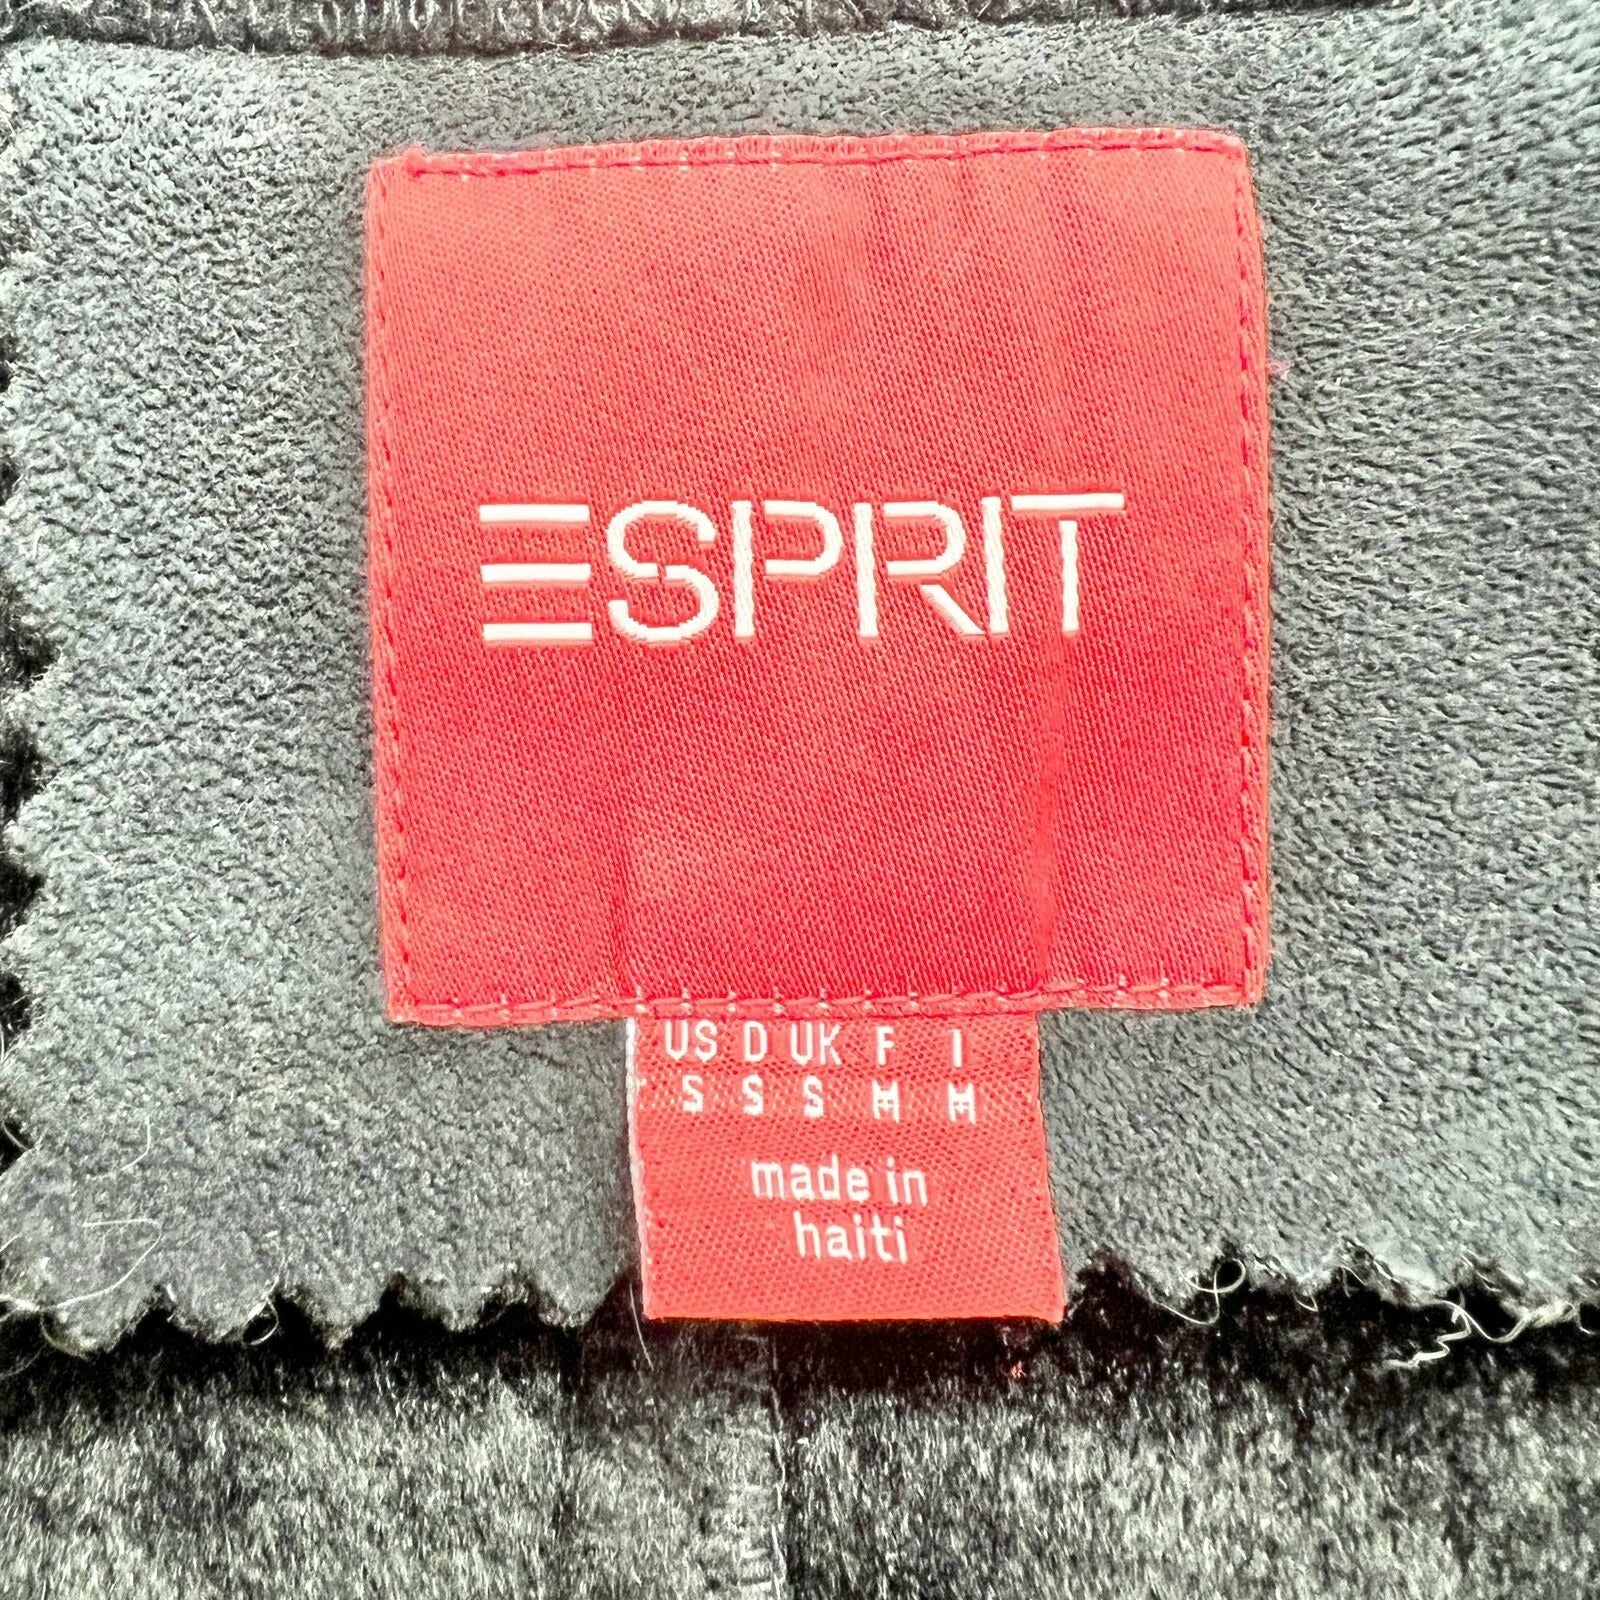 ESPRIT
US D UK F I
S S S M M
made in
haiti